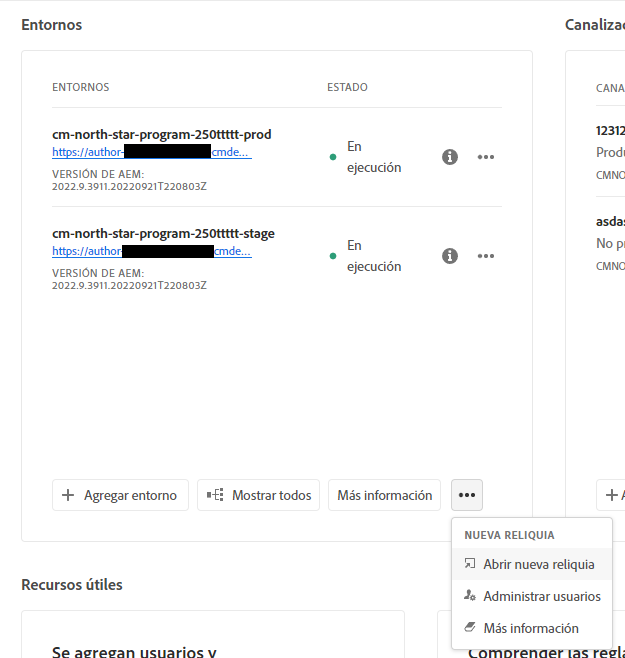 Entornos
ENTORNOS ESTADO
cm-north-star-program-250ttttt-prod
https://author-
cmde...
VERSIÓN DE AEM:
2022.9.3911.20220921T220803Z
En
ejecución
cm-north-star-program-250ttttt-stage
https://author-
cmde...
VERSIÓN DE AEM:
2022.9.3911.20220921T220803Z
En
ejecución
Agregar entorno
Mostrar todos
Más información
NUEVA RELIQUIA
Abrir nueva reliquia
Administrar usuarios
Más información
Canalizac
CANA
12312
Produ
CMNO
asdas
No pr
CMNO
Recursos útiles
Se agregan usuarios y
Comprender las regla